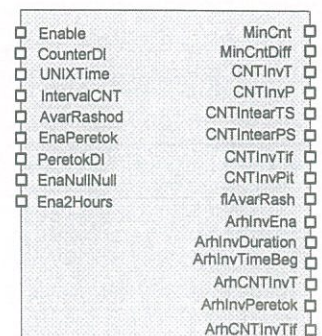 Enable
CounterDI
UNIXTime
IntervalCNT
AvarRashod
EnaPeretok
PeretokDI
EnaNullNull
Ena2Hours
MinCnt
MinCntDiff
CNTInvT
CNTInvP
CNTIntearTS
CNTIntearPS
CNTInvTif
CNTInvPit
flAvarRash
ArhInvEna
ArhInvDuration
ArhInvTimeBeg
ArhCNTInvT
ArhInvPeretok
ArhCNTInvTif